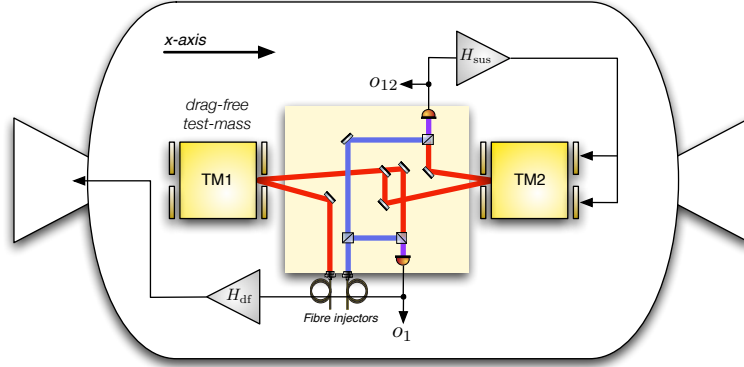 x-axis
H_sus
o_12
drag-free
test-mass
TM1
TM2
H_df
Fibre injectors
o_1